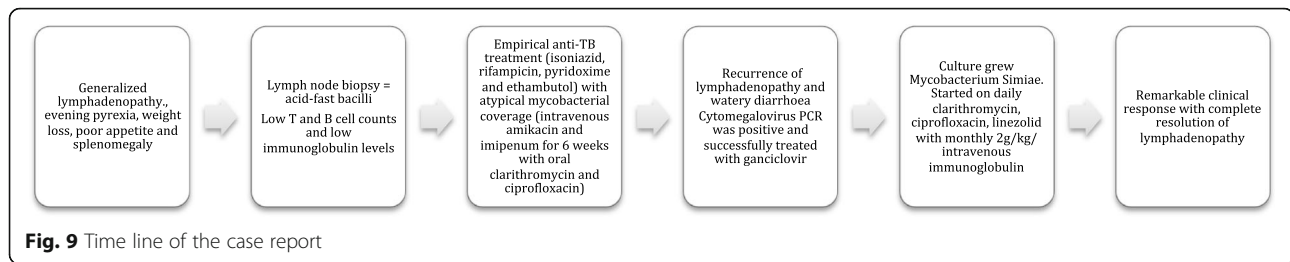 Generalized
lymphadenopathy.,
evening pyrexia, weight
loss, poor appetite and
splenomegaly
Lymph node biopsy =
acid-fast bacilli
Low T and B cell counts
and low
immunoglobulin levels
Empirical anti-TB
treatment (isoniazid,
rifampicin, pyridoxime
and ethambutol) with
atypical mycobacterial
coverage (intravenous
amikacin and
imipenum for 6 weeks
with oral
clarithromycin and
ciprofloxacin)
Recurrence of
lymphadenopathy and
watery diarrhoea
Cytomegalovirus PCR
was positive and
successfully treated
with ganciclovir
Culture grew
Mycobacterium Simiae.
Started on daily
clarithromycin,
ciprofloxacin, linezolid
with monthly 2g/kg/
intravenous
immunoglobulin
Remarkable clinical
response with complete
resolution of
lymphadenopathy
Fig. 9 Time line of the case report